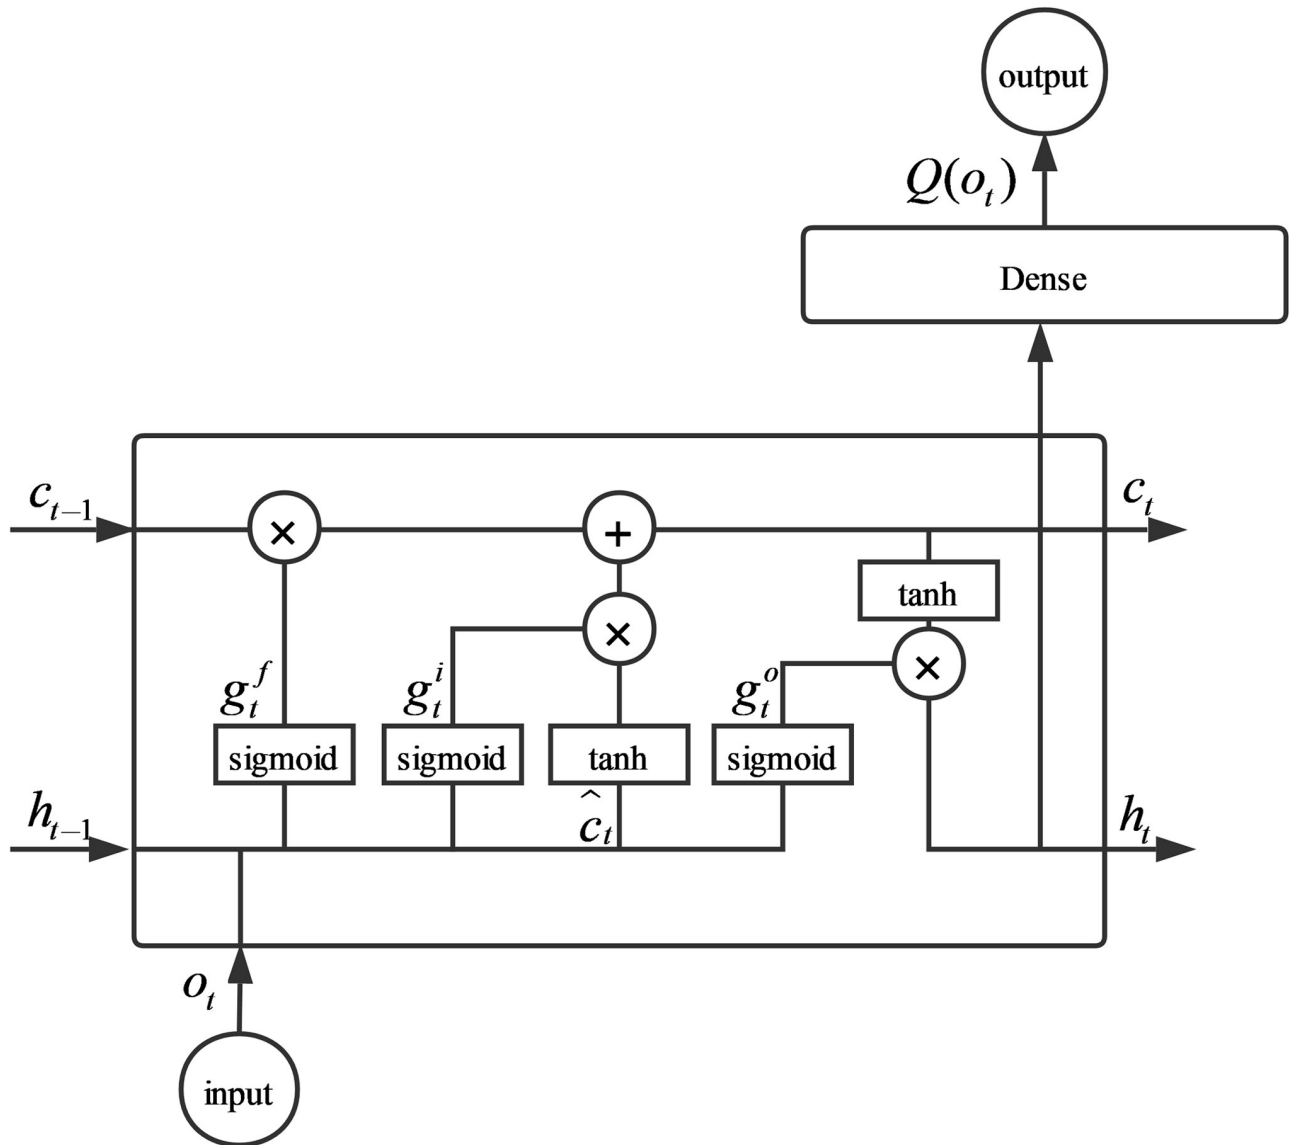 output
Q(o_t)
Dense
c_{t-1}
c_t
×
+
tanh
×
×
g_t^f
g_t^i
g_t^o
sigmoid
sigmoid
tanh
sigmoid
h_{t-1}
ĉ_t
h_t
o_t
input